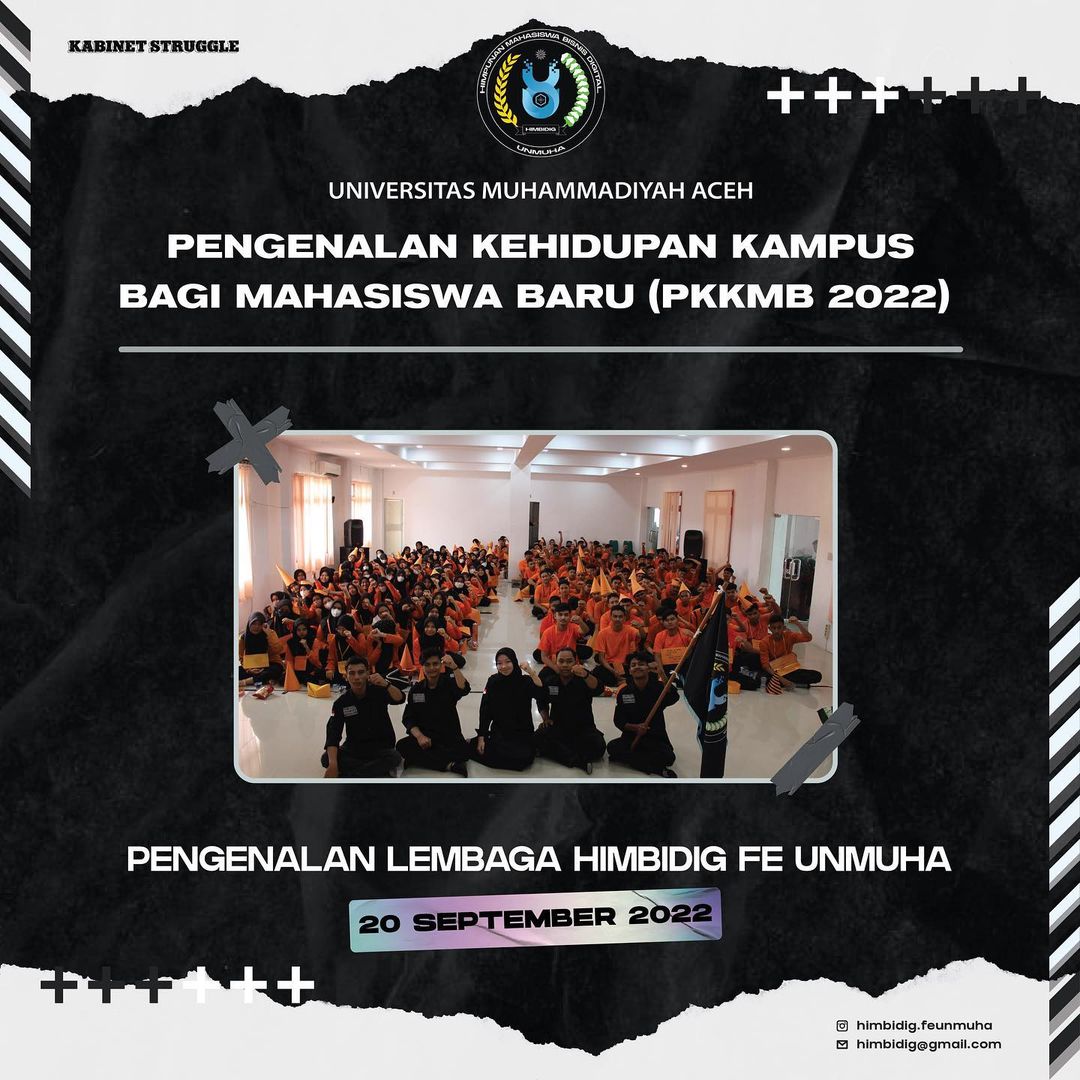 KABINET STRUGGLE
HIMPUNAN MAHASISWA BISNIS DIGITAL
HIMBIDIG
UNMUHA
UNIVERSITAS MUHAMMADIYAH ACEH
PENGENALAN KEHIDUPAN KAMPUS
BAGI MAHASISWA BARU (PKKMB 2022)
PENGENALAN LEMBAGA HIMBIDIG FE UNMUHA
20 SEPTEMBER 2022
himbidig.feunmuha
himbidig@gmail.com